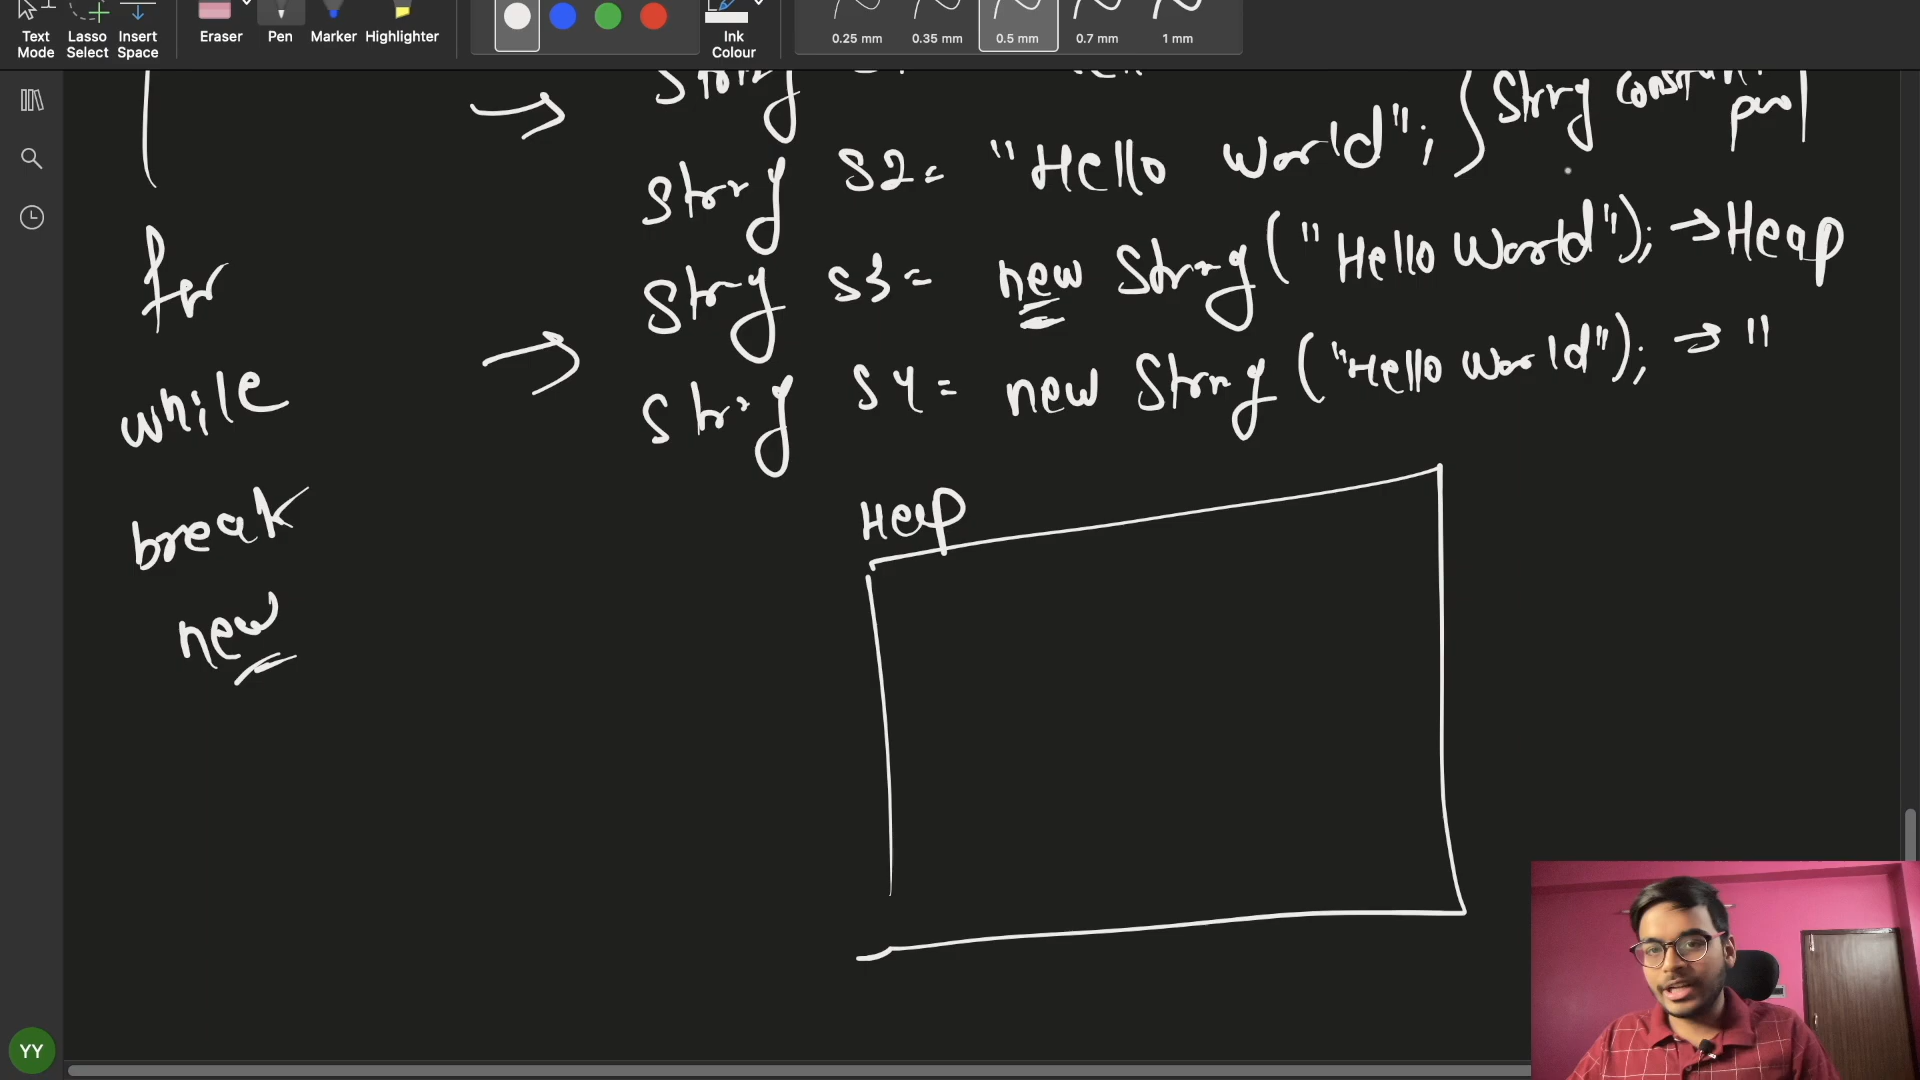 Text Mode
Lasso Select
Insert Space
Eraser
Pen
Marker
Highlighter
Ink Colour
0.25 mm
0.35 mm
0.5 mm
0.7 mm
1 mm
String
String constant pool
String s2= "Hello World";
String s3= new String("Hello World"); → Heap
String s4= new String ("Hello World"); → "
for
while
break
new
Heap
YY